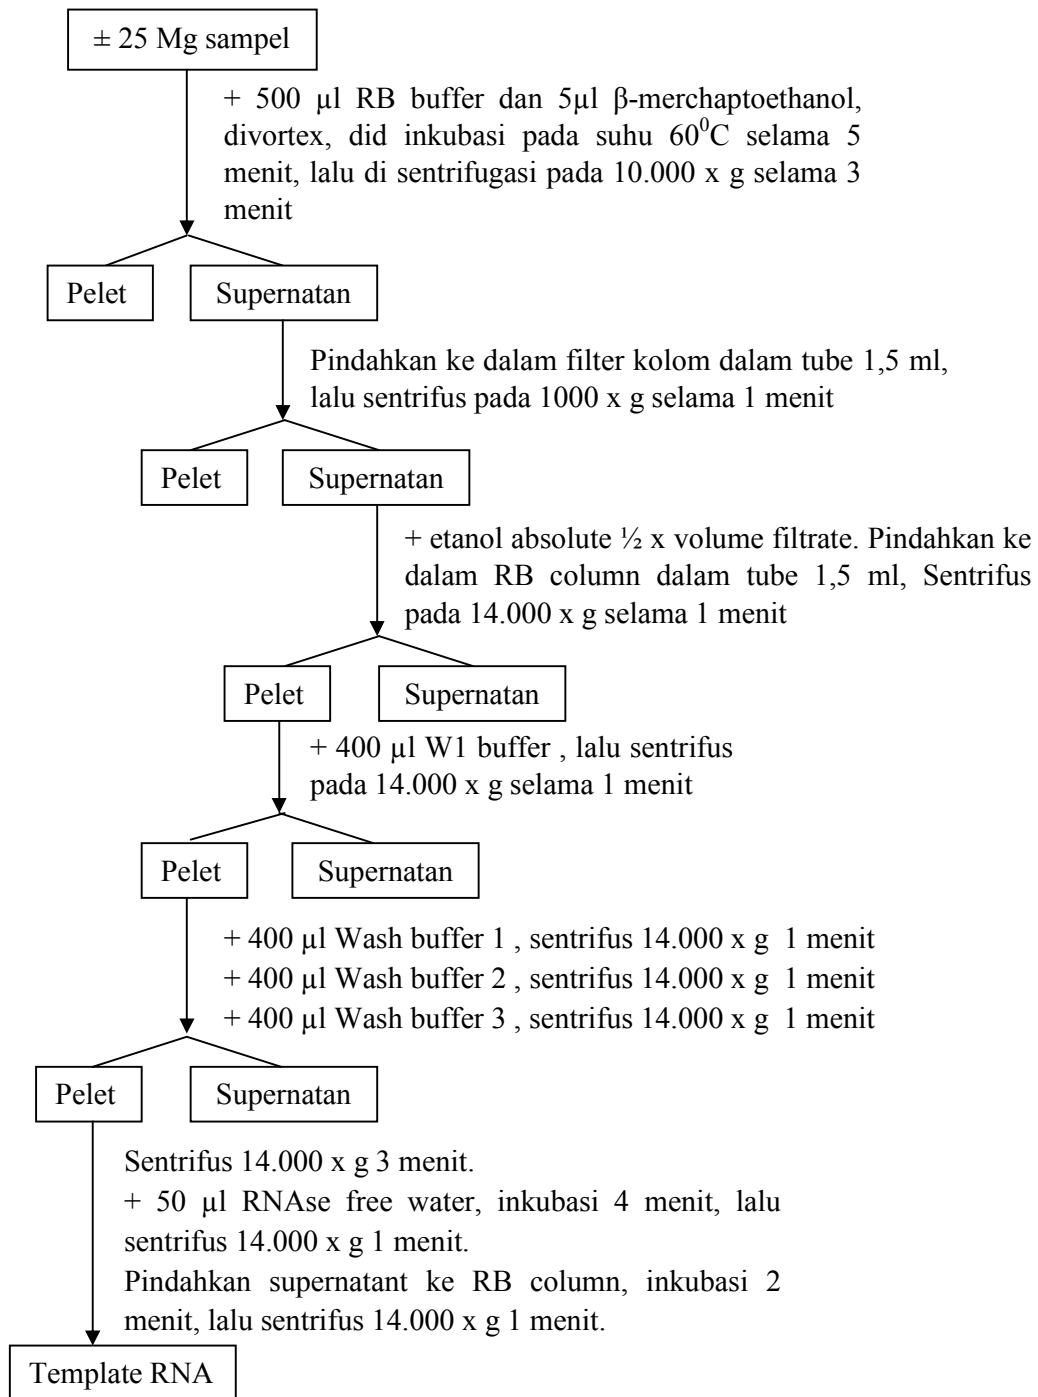 ± 25 Mg sampel
+ 500 µl RB buffer dan 5µl β-merchaptoethanol,
divortex, did inkubasi pada suhu 60⁰C selama 5
menit, lalu di sentrifugasi pada 10.000 x g selama 3
menit
Pelet
Supernatan
Pindahkan ke dalam filter kolom dalam tube 1,5 ml,
lalu sentrifus pada 1000 x g selama 1 menit
Pelet
Supernatan
+ etanol absolute ½ x volume filtrate. Pindahkan ke
dalam RB column dalam tube 1,5 ml, Sentrifus
pada 14.000 x g selama 1 menit
Pelet
Supernatan
+ 400 µl W1 buffer , lalu sentrifus
pada 14.000 x g selama 1 menit
Pelet
Supernatan
+ 400 µl Wash buffer 1 , sentrifus 14.000 x g 1 menit
+ 400 µl Wash buffer 2 , sentrifus 14.000 x g 1 menit
+ 400 µl Wash buffer 3 , sentrifus 14.000 x g 1 menit
Pelet
Supernatan
Sentrifus 14.000 x g 3 menit.
+ 50 µl RNAse free water, inkubasi 4 menit, lalu
sentrifus 14.000 x g 1 menit.
Pindahkan supernatant ke RB column, inkubasi 2
menit, lalu sentrifus 14.000 x g 1 menit.
Template RNA